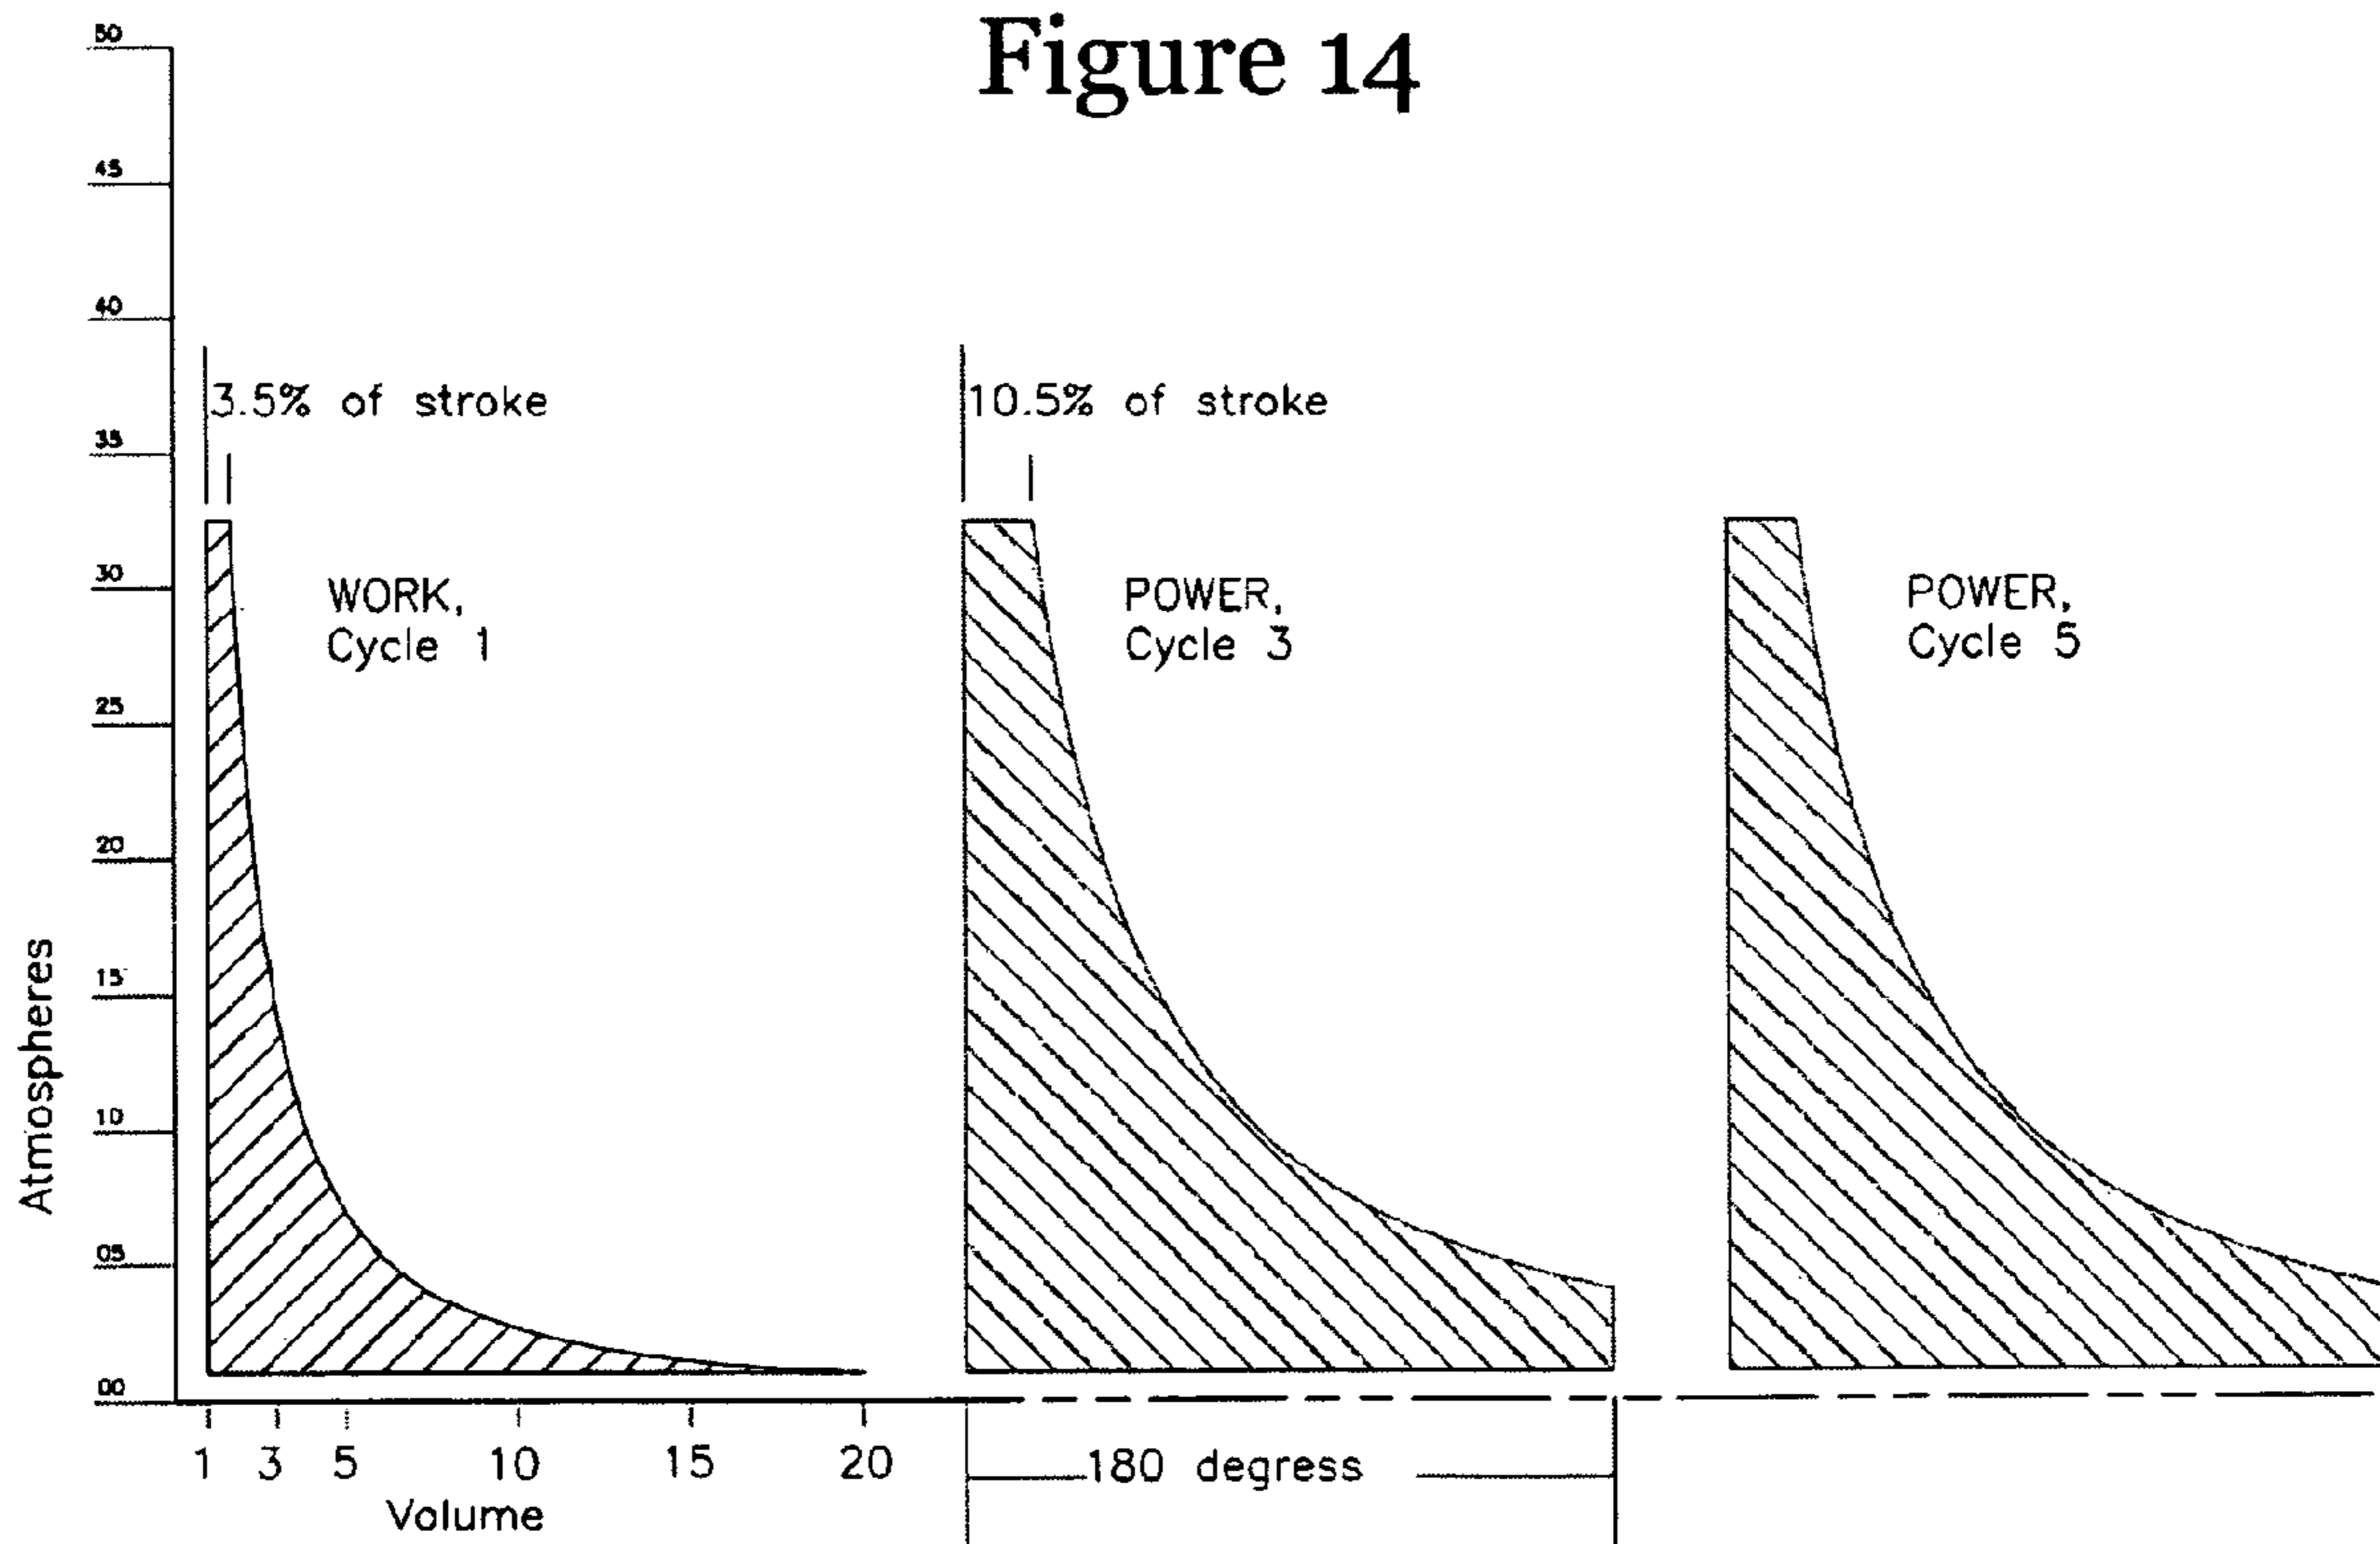 Figure 14
50
45
40
35
30
25
20
15
10
05
00
Atmospheres
3.5% of stroke
10.5% of stroke
WORK,
Cycle 1
POWER,
Cycle 3
POWER,
Cycle 5
1 3 5 10 15 20
Volume
180 degress